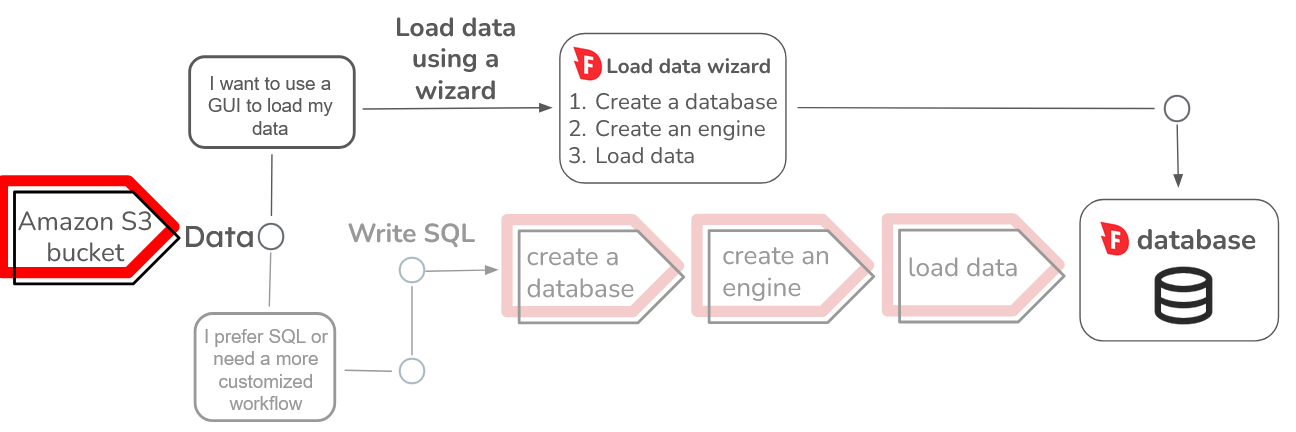 Load data
using a
wizard
I want to use a
GUI to load my
data
F Load data wizard
1. Create a database
2. Create an engine
3. Load data
Amazon S3
bucket
Data
Write SQL
create a
database
create an
engine
load data
F database
I prefer SQL or
need a more
customized
workflow